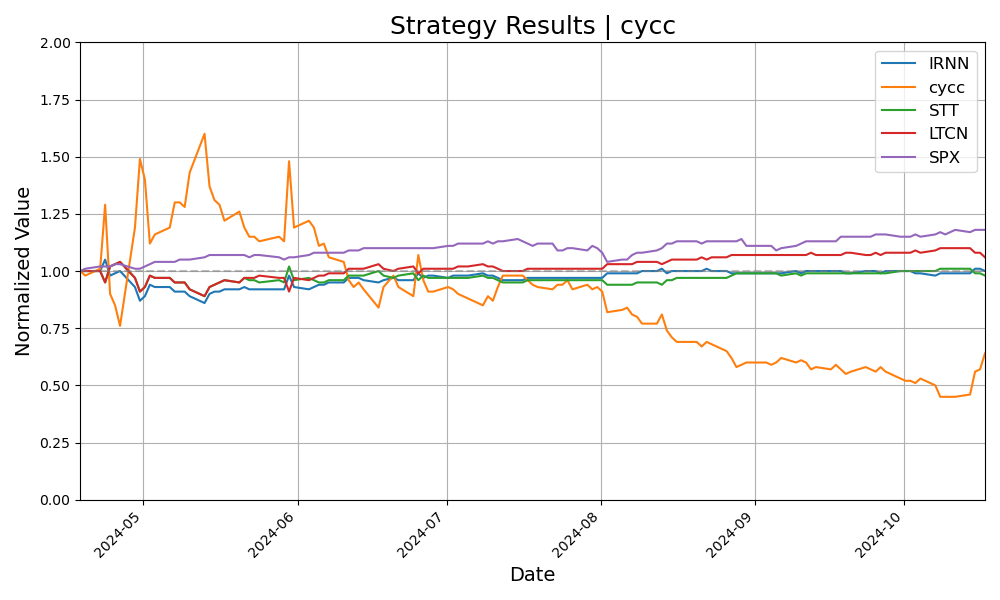 Strategy Results | cycc
Normalized Value
2.00
1.75
1.50
1.25
1.00
0.75
0.50
0.25
0.00
IRNN
cycc
STT
LTCN
SPX
2024-05
2024-06
2024-07
2024-08
2024-09
2024-10
Date